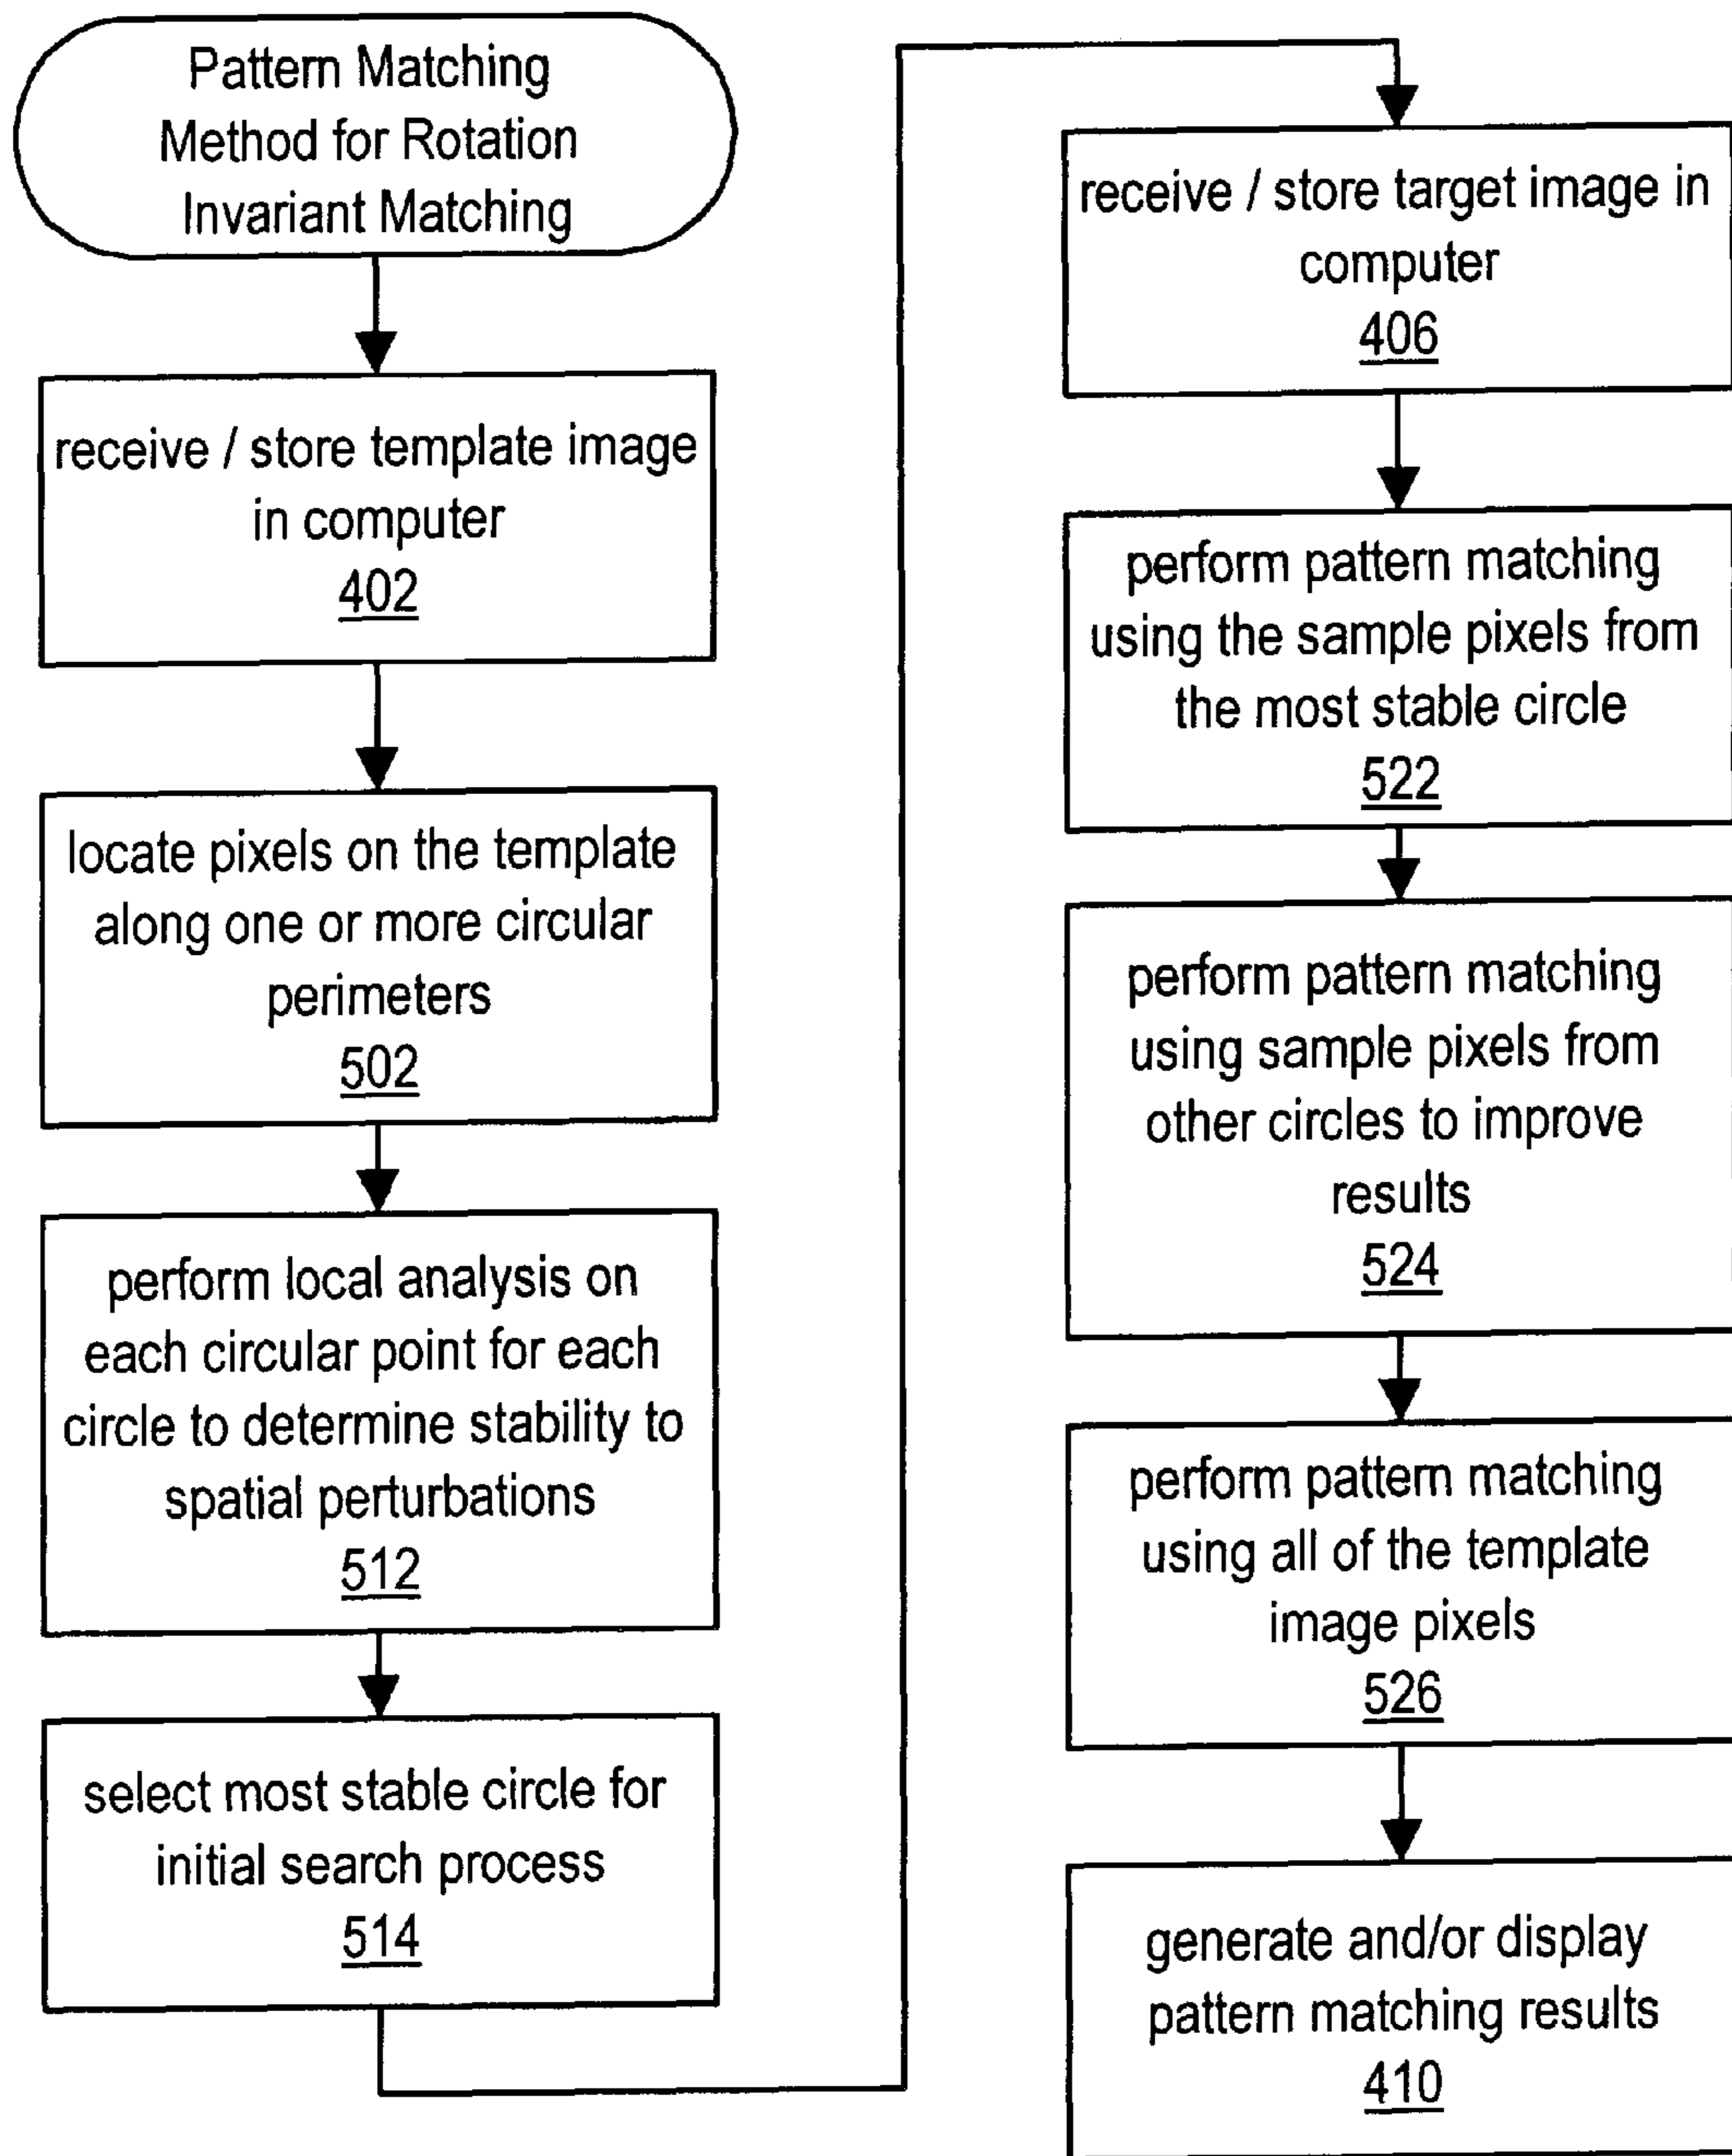 Pattern Matching
Method for Rotation
Invariant Matching
receive / store template image
in computer
402
locate pixels on the template
along one or more circular
perimeters
502
perform local analysis on
each circular point for each
circle to determine stability to
spatial perturbations
512
select most stable circle for
initial search process
514
receive / store target image in
computer
406
perform pattern matching
using the sample pixels from
the most stable circle
522
perform pattern matching
using sample pixels from
other circles to improve
results
524
perform pattern matching
using all of the template
image pixels
526
generate and/or display
pattern matching results
410